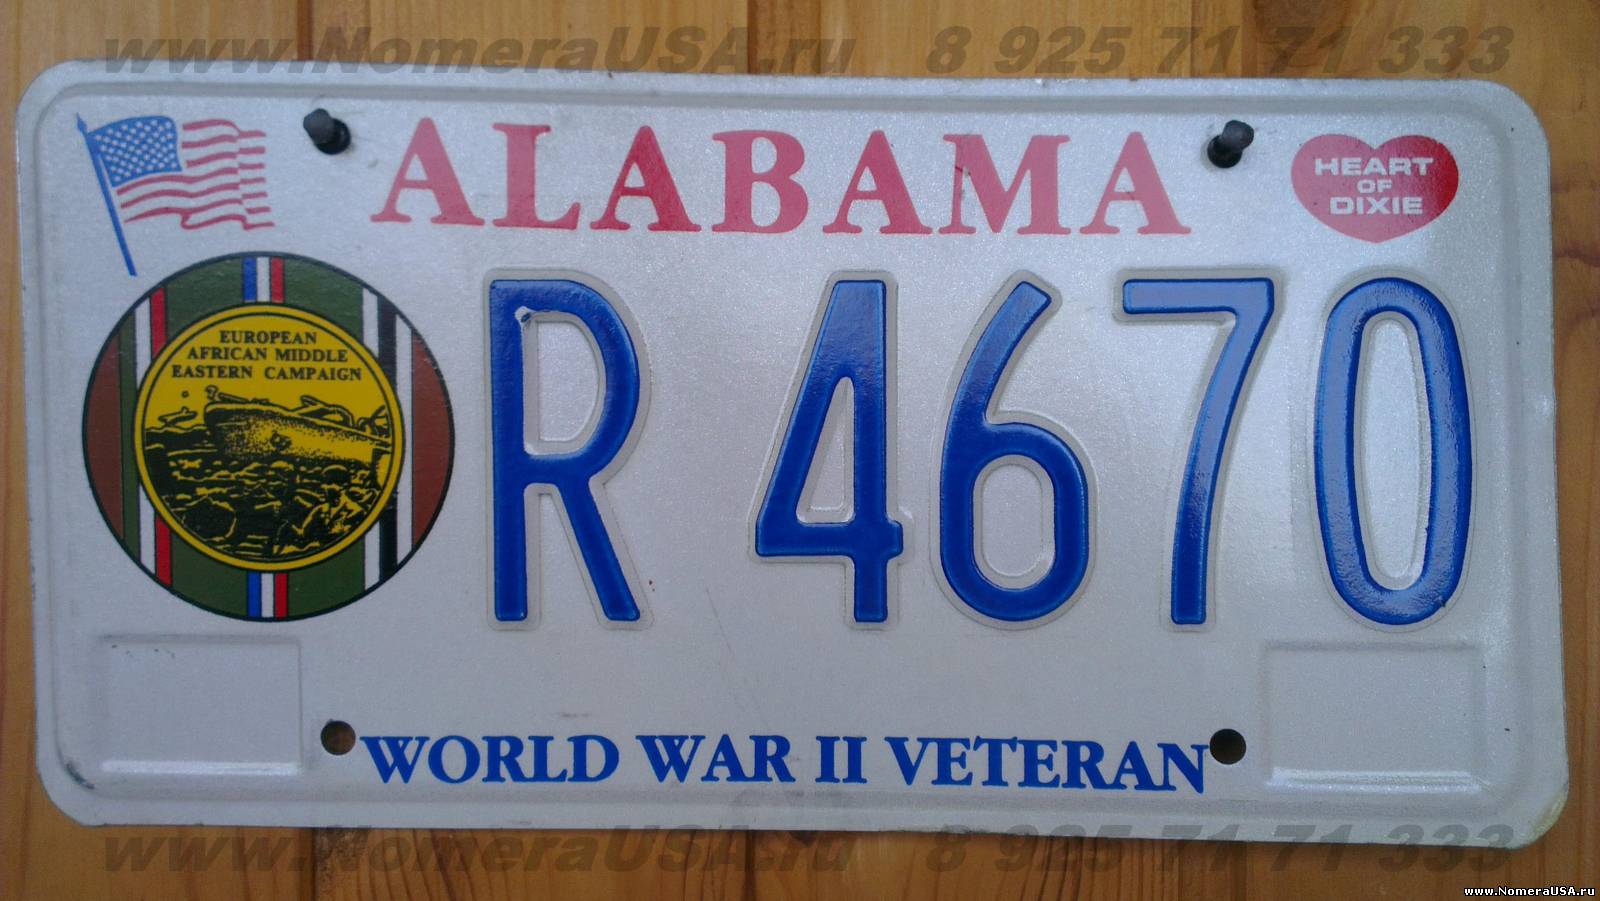 www.NomeraUSA.ru 8 925 71 71 333
ALABAMA
HEART
OF
DIXIE
EUROPEAN
AFRICAN MIDDLE
EASTERN CAMPAIGN
R 4670
WORLD WAR II VETERAN
www.NomeraUSA.ru 8 925 71 71 333
www.NomeraUSA.ru